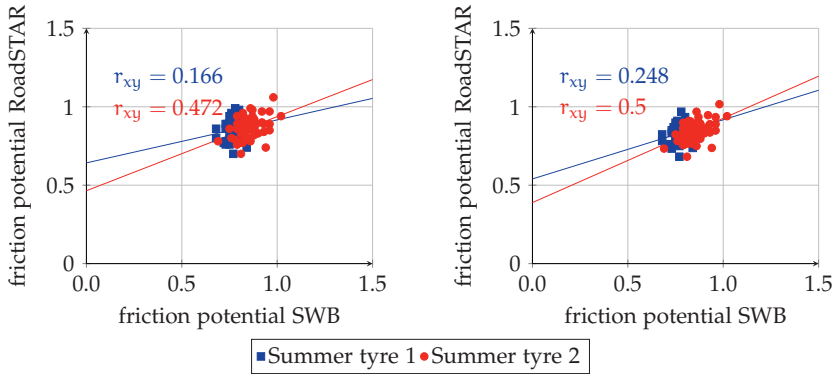 1.5
1
0.5
0
0.0
0.5
1.0
1.5
friction potential RoadSTAR
friction potential SWB
r_xy = 0.166
r_xy = 0.472
1.5
1
0.5
0
0.0
0.5
1.0
1.5
friction potential RoadSTAR
friction potential SWB
r_xy = 0.248
r_xy = 0.5
Summer tyre 1 Summer tyre 2